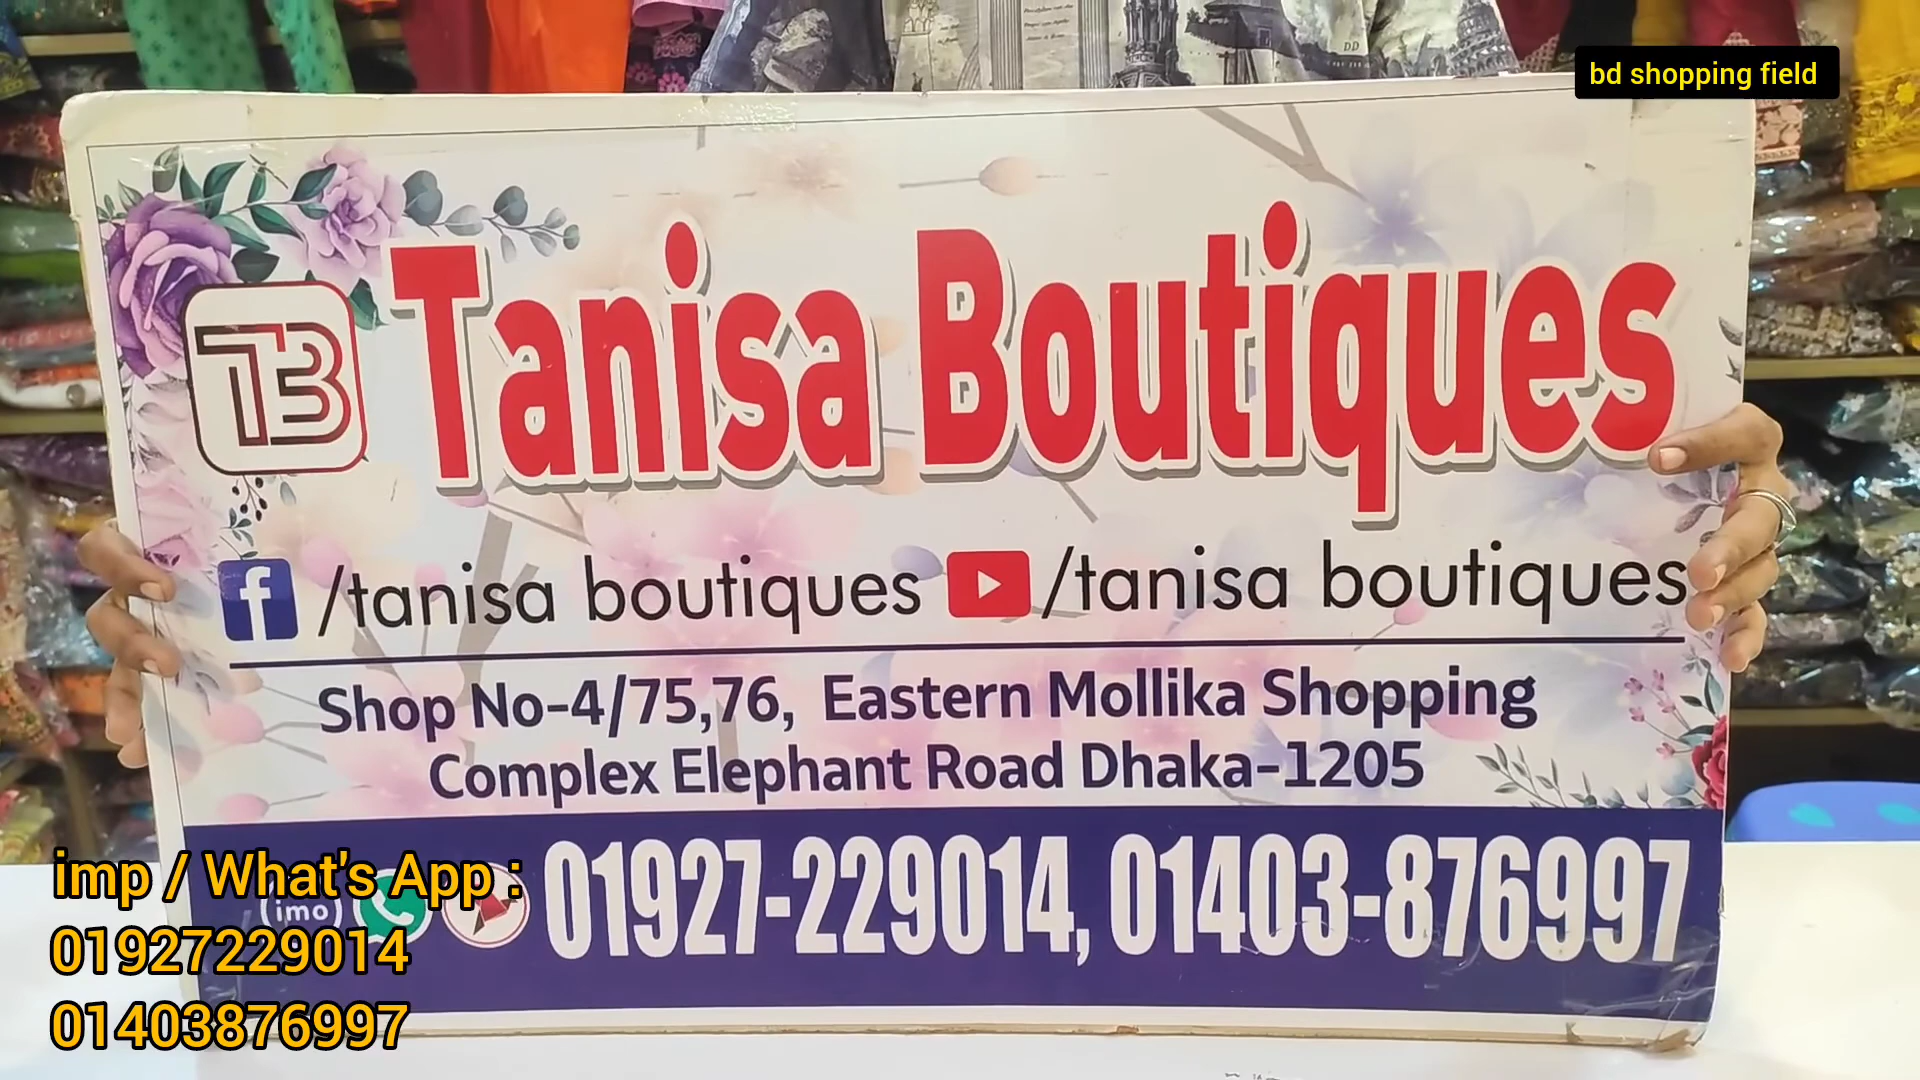 bd shopping field
TB
Tanisa Boutiques
/tanisa boutiques /tanisa boutiques
Shop No-4/75,76, Eastern Mollika Shopping
Complex Elephant Road Dhaka-1205
imo 01927-229014, 01403-876997
imp / What's App :
01927229014
01403876997